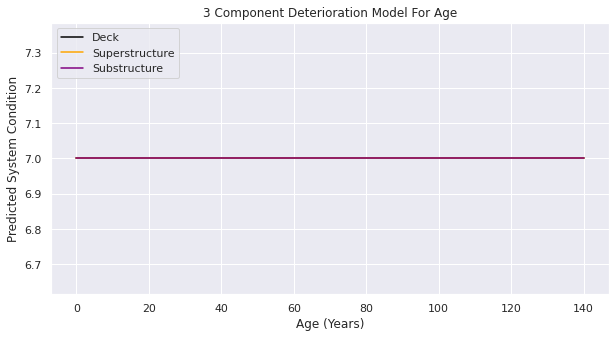 3 Component Deterioration Model For Age
Deck
Superstructure
Substructure
Predicted System Condition
7.3
7.2
7.1
7.0
6.9
6.8
6.7
0 20 40 60 80 100 120 140
Age (Years)